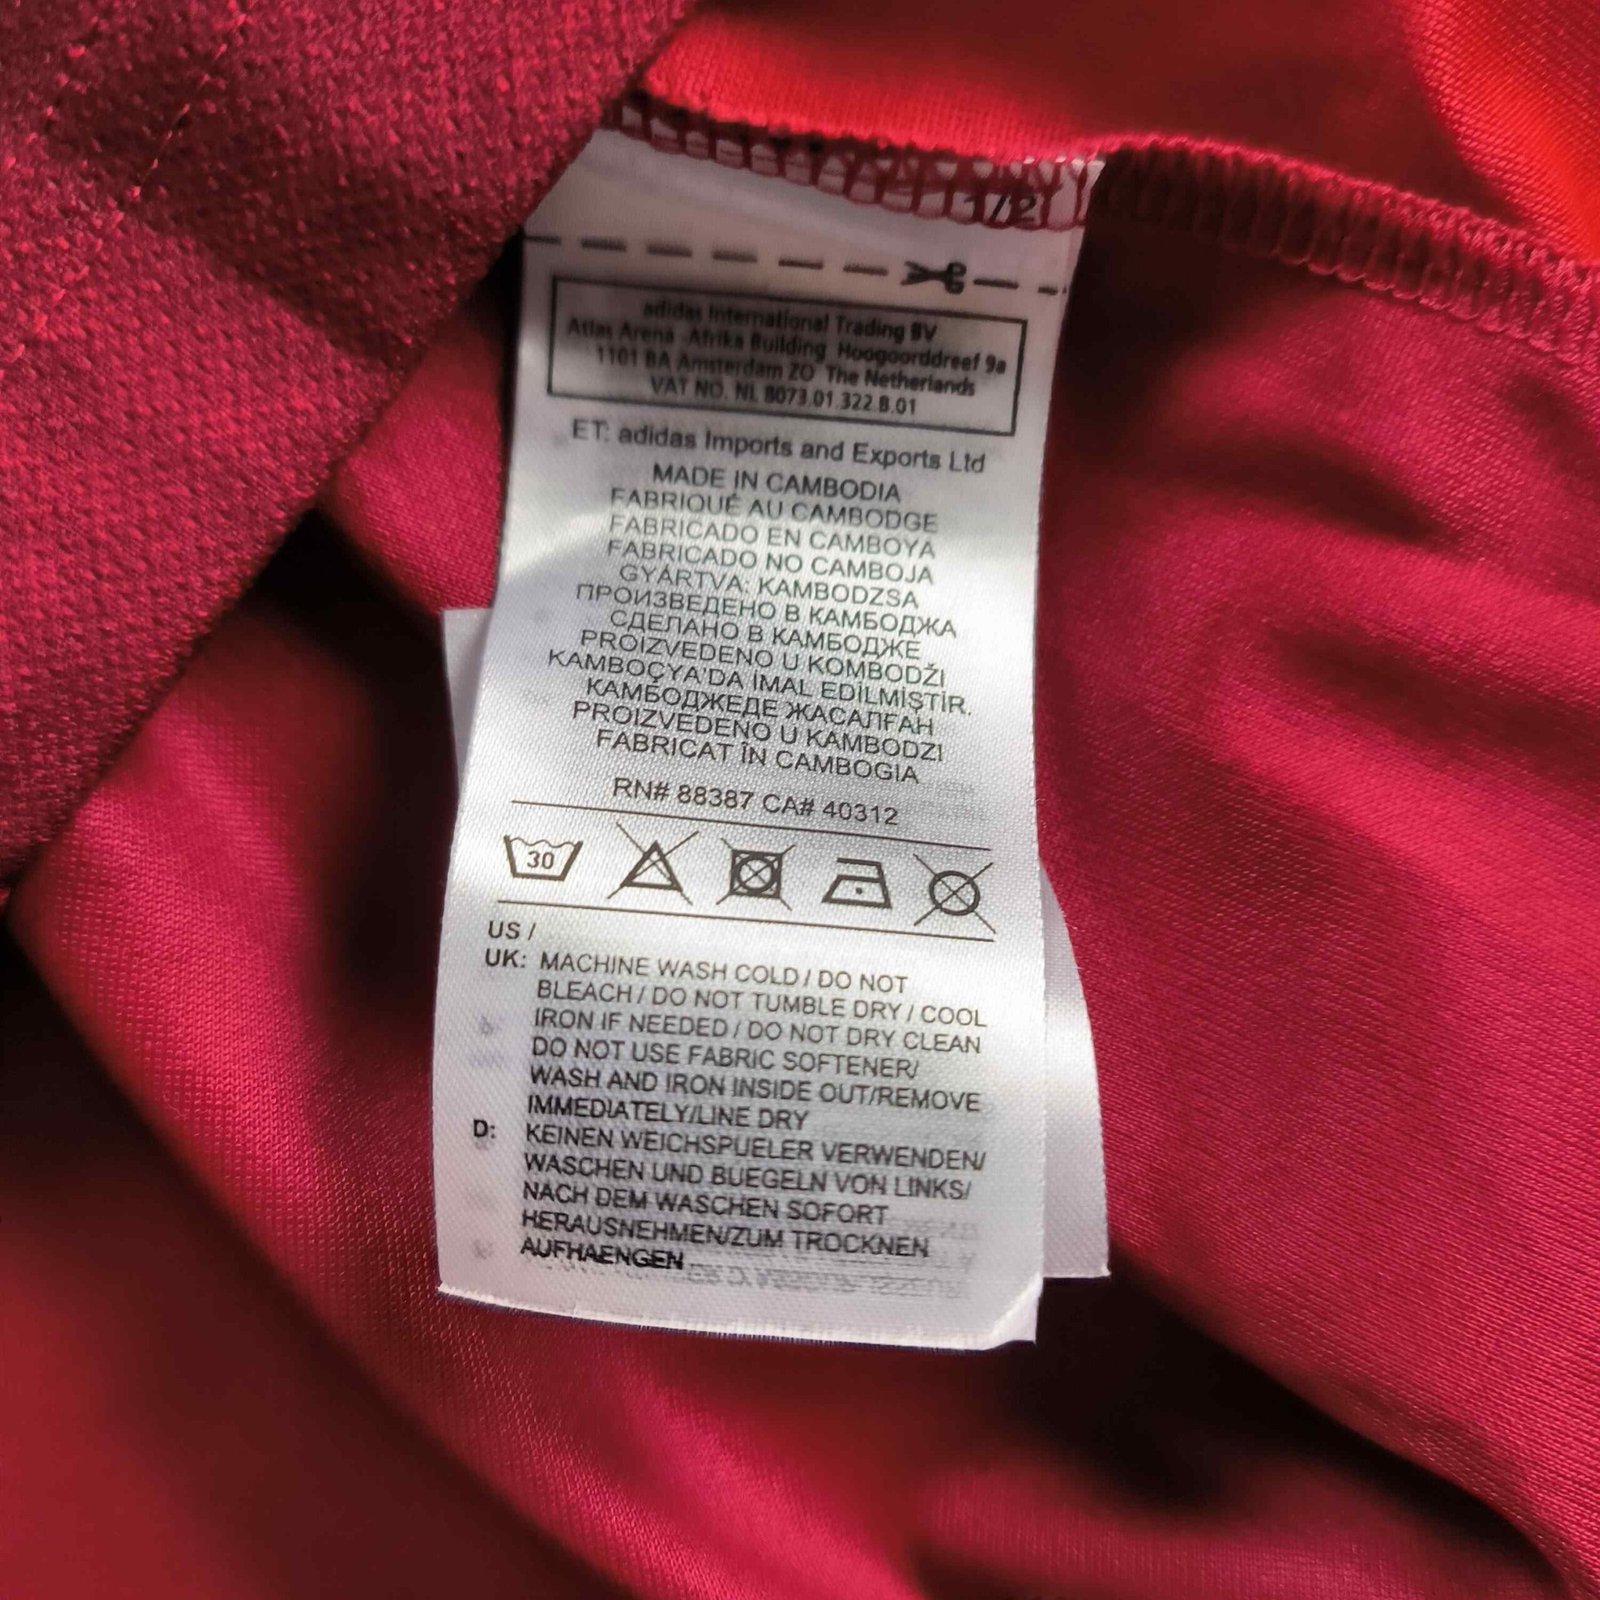 1/2
adidas International Trading BV
Atlas Arena -Afrika Building Hoogoorddreef 9a
1101 BA Amsterdam ZO The Netherlands
VAT NO. NL 8073.01.322.B.01
ET: adidas Imports and Exports Ltd
MADE IN CAMBODIA
FABRIQUÉ AU CAMBODGE
FABRICADO EN CAMBOYA
FABRICADO NO CAMBOJA
GYÁRTVA: KAMBODZSA
ПРОИЗВЕДЕНО В КАМБОДЖА
СДЕЛАНО В КАМБОДЖЕ
PROIZVEDENO U KOMBODŽI
KAMBOÇYA'DA İMAL EDİLMİŞTİR.
КАМБОДЖЕДЕ ЖАСАЛҒАН
PROIZVEDENO U KAMBODZI
FABRICAT ÎN CAMBOGIA
RN# 88387 CA# 40312
30
US /
UK: MACHINE WASH COLD / DO NOT
BLEACH / DO NOT TUMBLE DRY / COOL
IRON IF NEEDED / DO NOT DRY CLEAN
DO NOT USE FABRIC SOFTENER/
WASH AND IRON INSIDE OUT/REMOVE
IMMEDIATELY/LINE DRY
D: KEINEN WEICHSPUELER VERWENDEN/
WASCHEN UND BUEGELN VON LINKS/
NACH DEM WASCHEN SOFORT
HERAUSNEHMEN/ZUM TROCKNEN
AUFHAENGEN